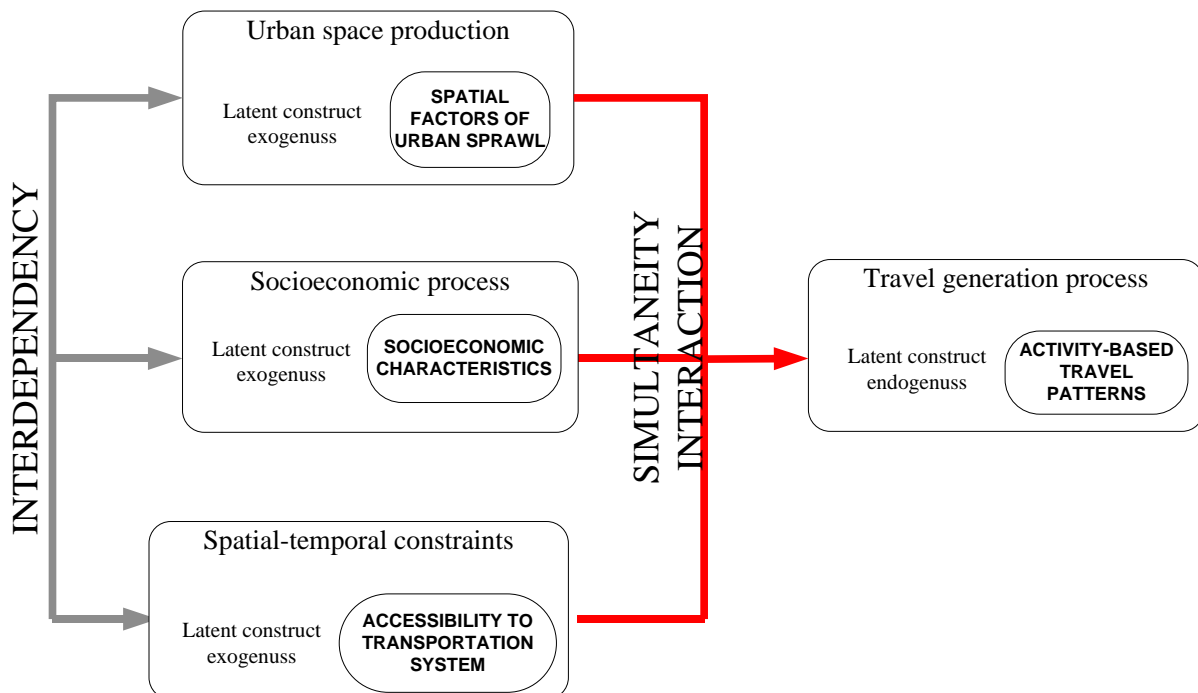 Urban space production
Latent construct
exogenuss
SPATIAL
FACTORS OF
URBAN SPRAWL
INTERDEPENDENCY
Socioeconomic process
Latent construct
exogenuss
SOCIOECONOMIC
CHARACTERISTICS
SIMULTANEITY
INTERACTION
Travel generation process
Latent construct
endogenuss
ACTIVITY-BASED
TRAVEL
PATTERNS
Spatial-temporal constraints
Latent construct
exogenuss
ACCESSIBILITY TO
TRANSPORTATION
SYSTEM